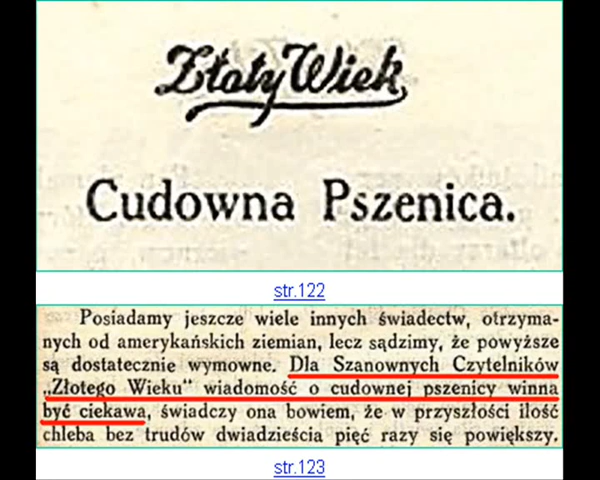 Złoty Wiek
Cudowna Pszenica.
str.122
Posiadamy jeszcze wiele innych świadectw, otrzyma-
nych od amerykańskich ziemian, lecz sądzimy, że powyższe
są dostatecznie wymowne. Dla Szanownych Czytelników
„Złotego Wieku“ wiadomość o cudownej pszenicy winna
być ciekawa, świadczy ona bowiem, że w przyszłości ilość
chleba bez trudów dwadzieścia pięć razy się powiększy.
str.123